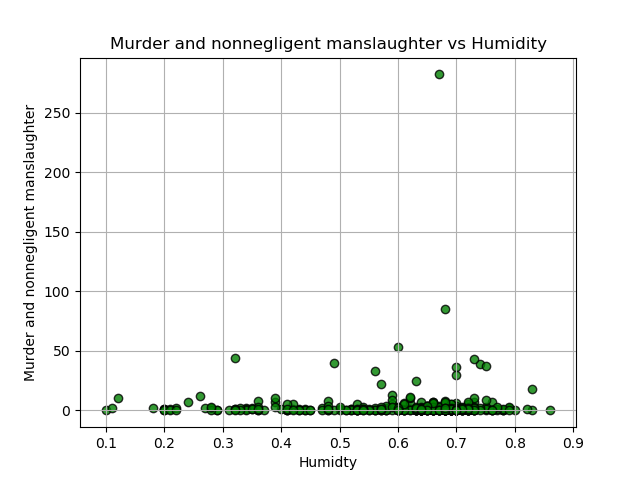 Murder and nonnegligent manslaughter vs Humidity
Murder and nonnegligent manslaughter
250
200
150
100
50
0
0.1 0.2 0.3 0.4 0.5 0.6 0.7 0.8 0.9
Humidty